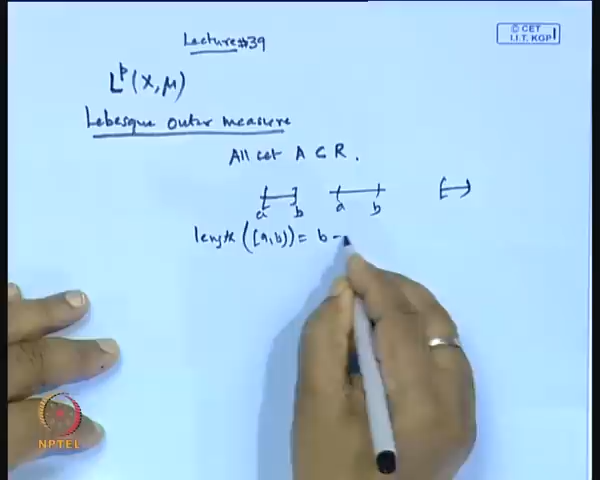 Lecture#39
© CET
I.I.T. KGP
L^p(X,μ)
Lebesgue outer measure
All set A ⊂ R.
a b a b
length ([a,b)) = b -
NPTEL